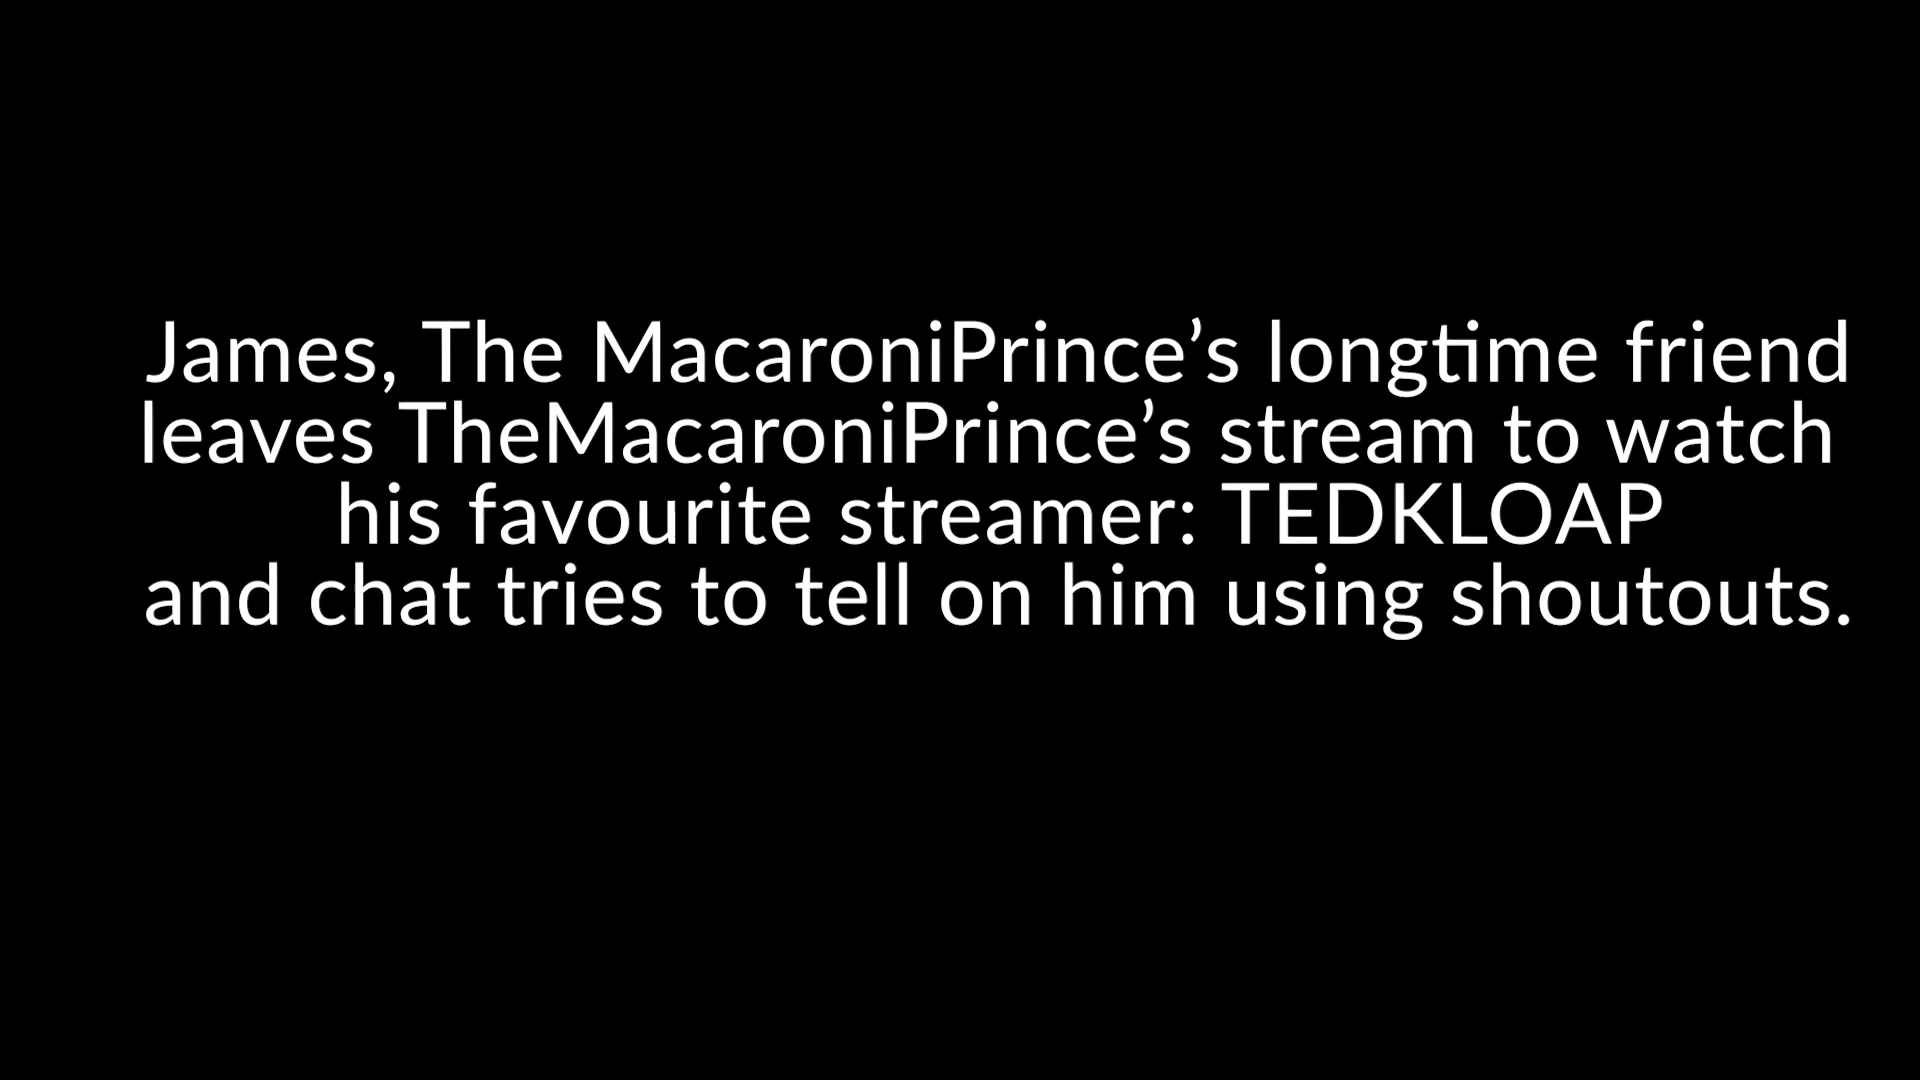 James, The MacaroniPrince’s longtime friend
leaves TheMacaroniPrince’s stream to watch
his favourite streamer: TEDKLOAP
and chat tries to tell on him using shoutouts.